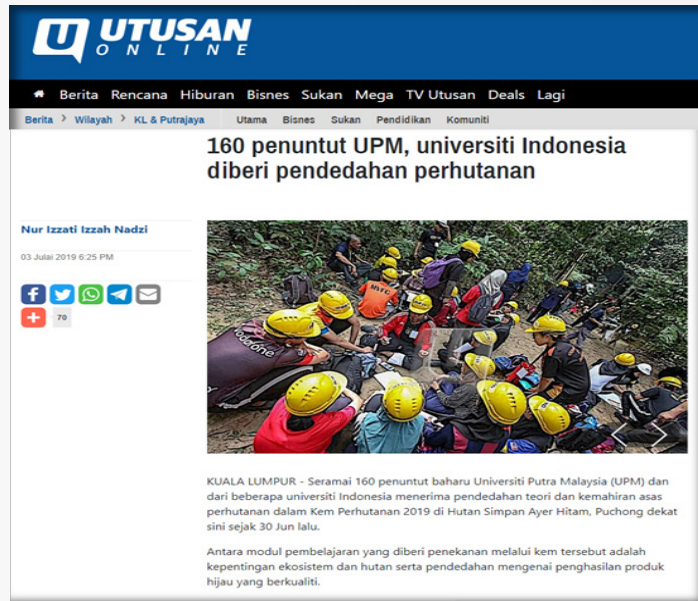 UTUSAN
ONLINE
Berita Rencana Hiburan Bisnes Sukan Mega TV Utusan Deals Lagi
Berita > Wilayah > KL & Putrajaya Utama Bisnes Sukan Pendidikan Komuniti
160 penuntut UPM, universiti Indonesia
diberi pendedahan perhutanan
Nur Izzati Izzah Nadzi
03 Julai 2019 6:25 PM
70
vodafone
KUALA LUMPUR - Seramai 160 penuntut baharu Universiti Putra Malaysia (UPM) dan
dari beberapa universiti Indonesia menerima pendedahan teori dan kemahiran asas
perhutanan dalam Kem Perhutanan 2019 di Hutan Simpan Ayer Hitam, Puchong dekat
sini sejak 30 Jun lalu.
Antara modul pembelajaran yang diberi penekanan melalui kem tersebut adalah
kepentingan ekosistem dan hutan serta pendedahan mengenai penghasilan produk
hijau yang berkualiti.